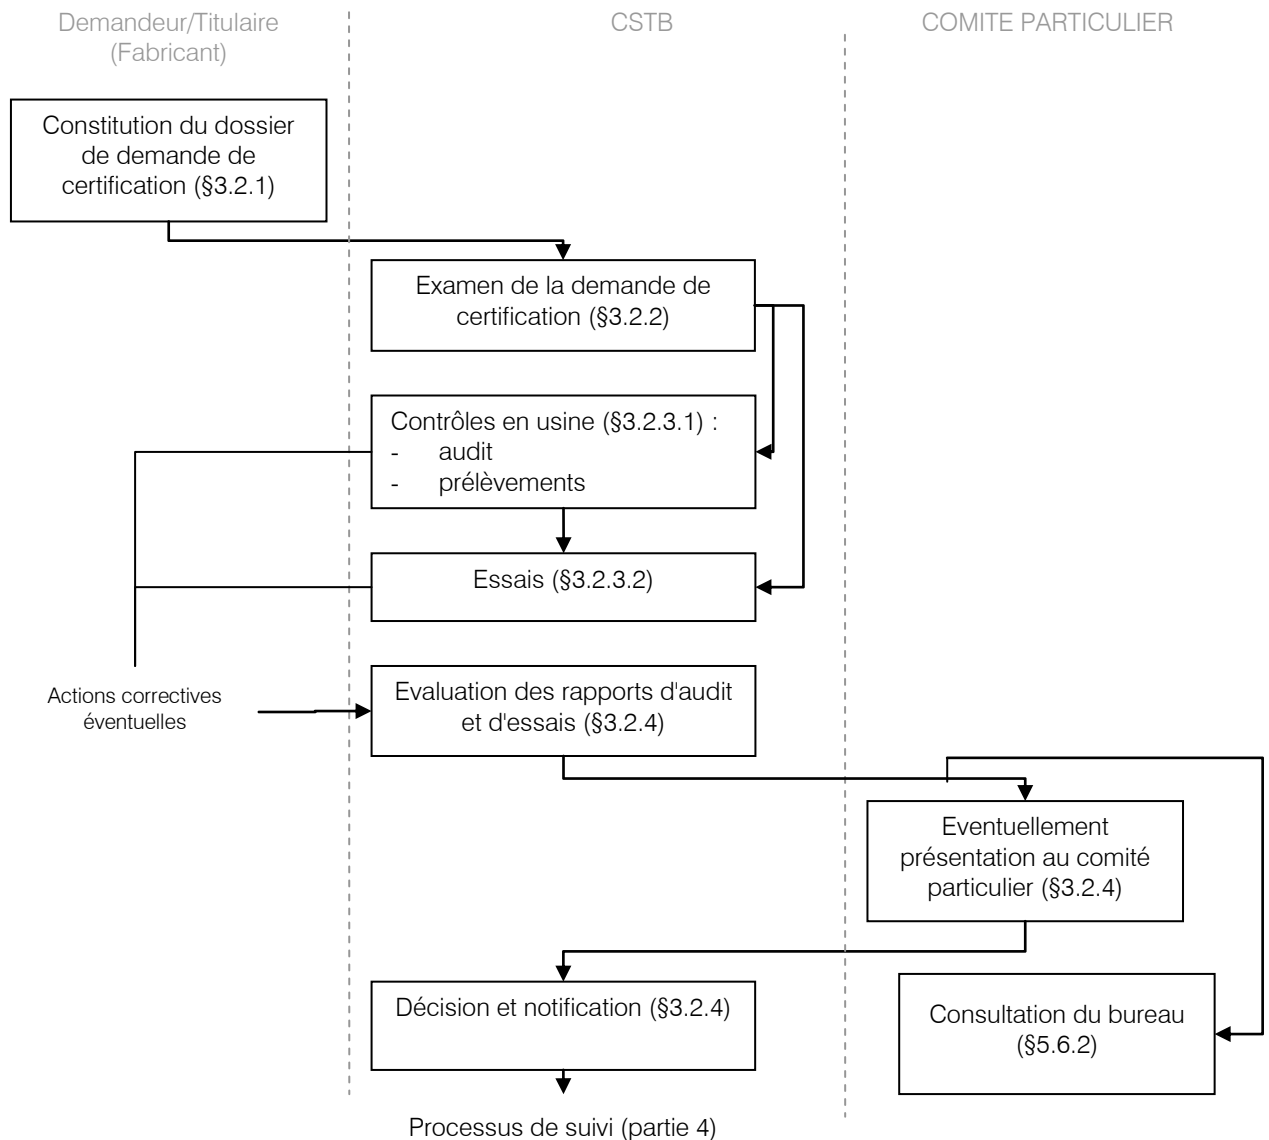 Demandeur/Titulaire
(Fabricant)
CSTB
COMITE PARTICULIER
Constitution du dossier
de demande de
certification (§3.2.1)
Examen de la demande de
certification (§3.2.2)
Contrôles en usine (§3.2.3.1) :
- audit
- prélèvements
Essais (§3.2.3.2)
Actions correctives
éventuelles
Evaluation des rapports d'audit
et d'essais (§3.2.4)
Eventuellement
présentation au comité
particulier (§3.2.4)
Décision et notification (§3.2.4)
Consultation du bureau
(§5.6.2)
Processus de suivi (partie 4)